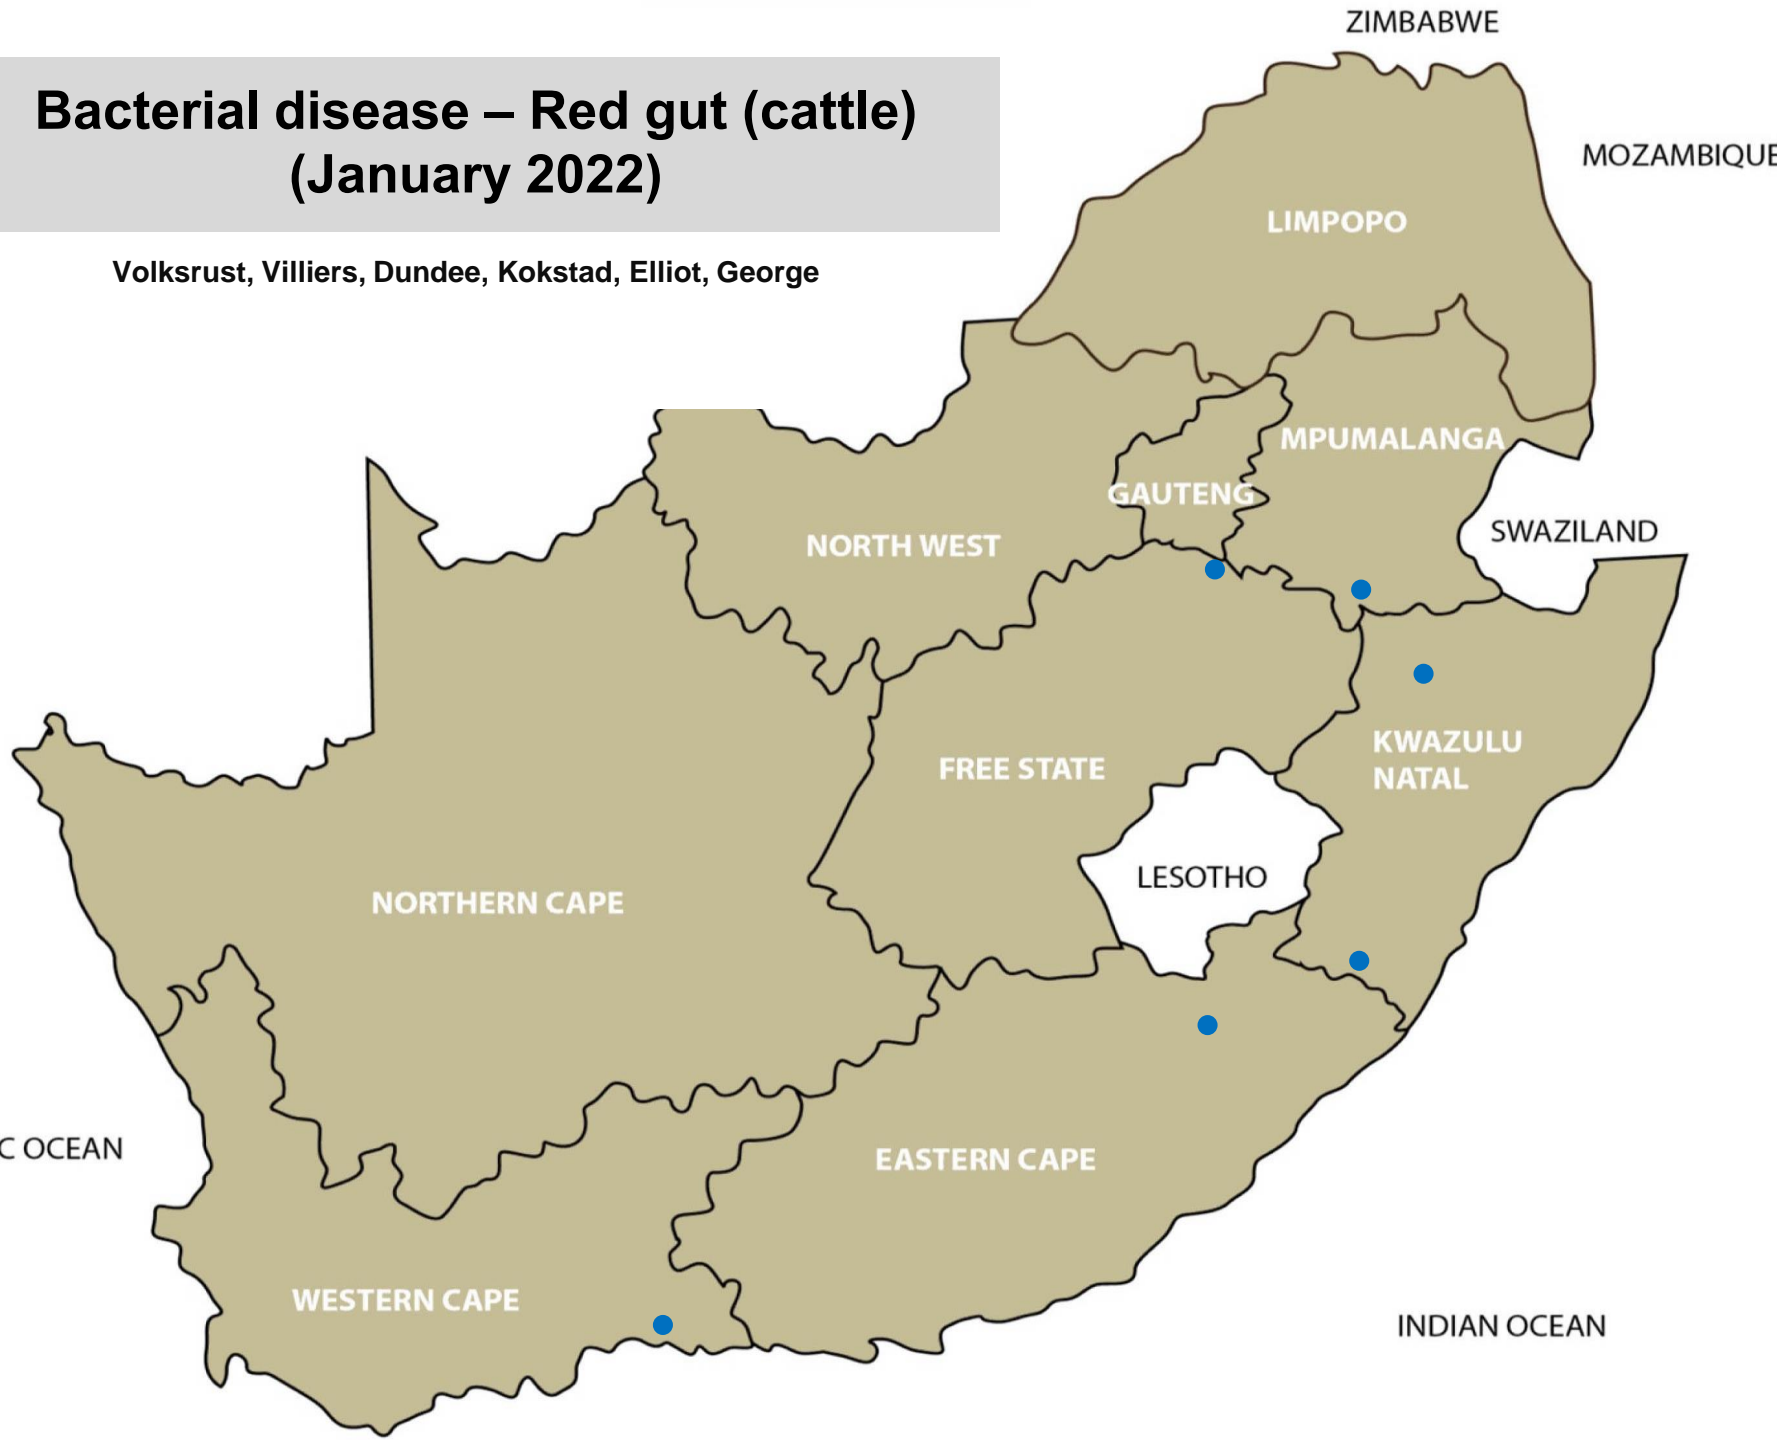 ZIMBABWE
Bacterial disease – Red gut (cattle)
(January 2022)
MOZAMBIQUE
LIMPOPO
Volksrust, Villiers, Dundee, Kokstad, Elliot, George
MPUMALANGA
GAUTENG
SWAZILAND
NORTH WEST
KWAZULU
NATAL
FREE STATE
LESOTHO
NORTHERN CAPE
C OCEAN
EASTERN CAPE
WESTERN CAPE
INDIAN OCEAN